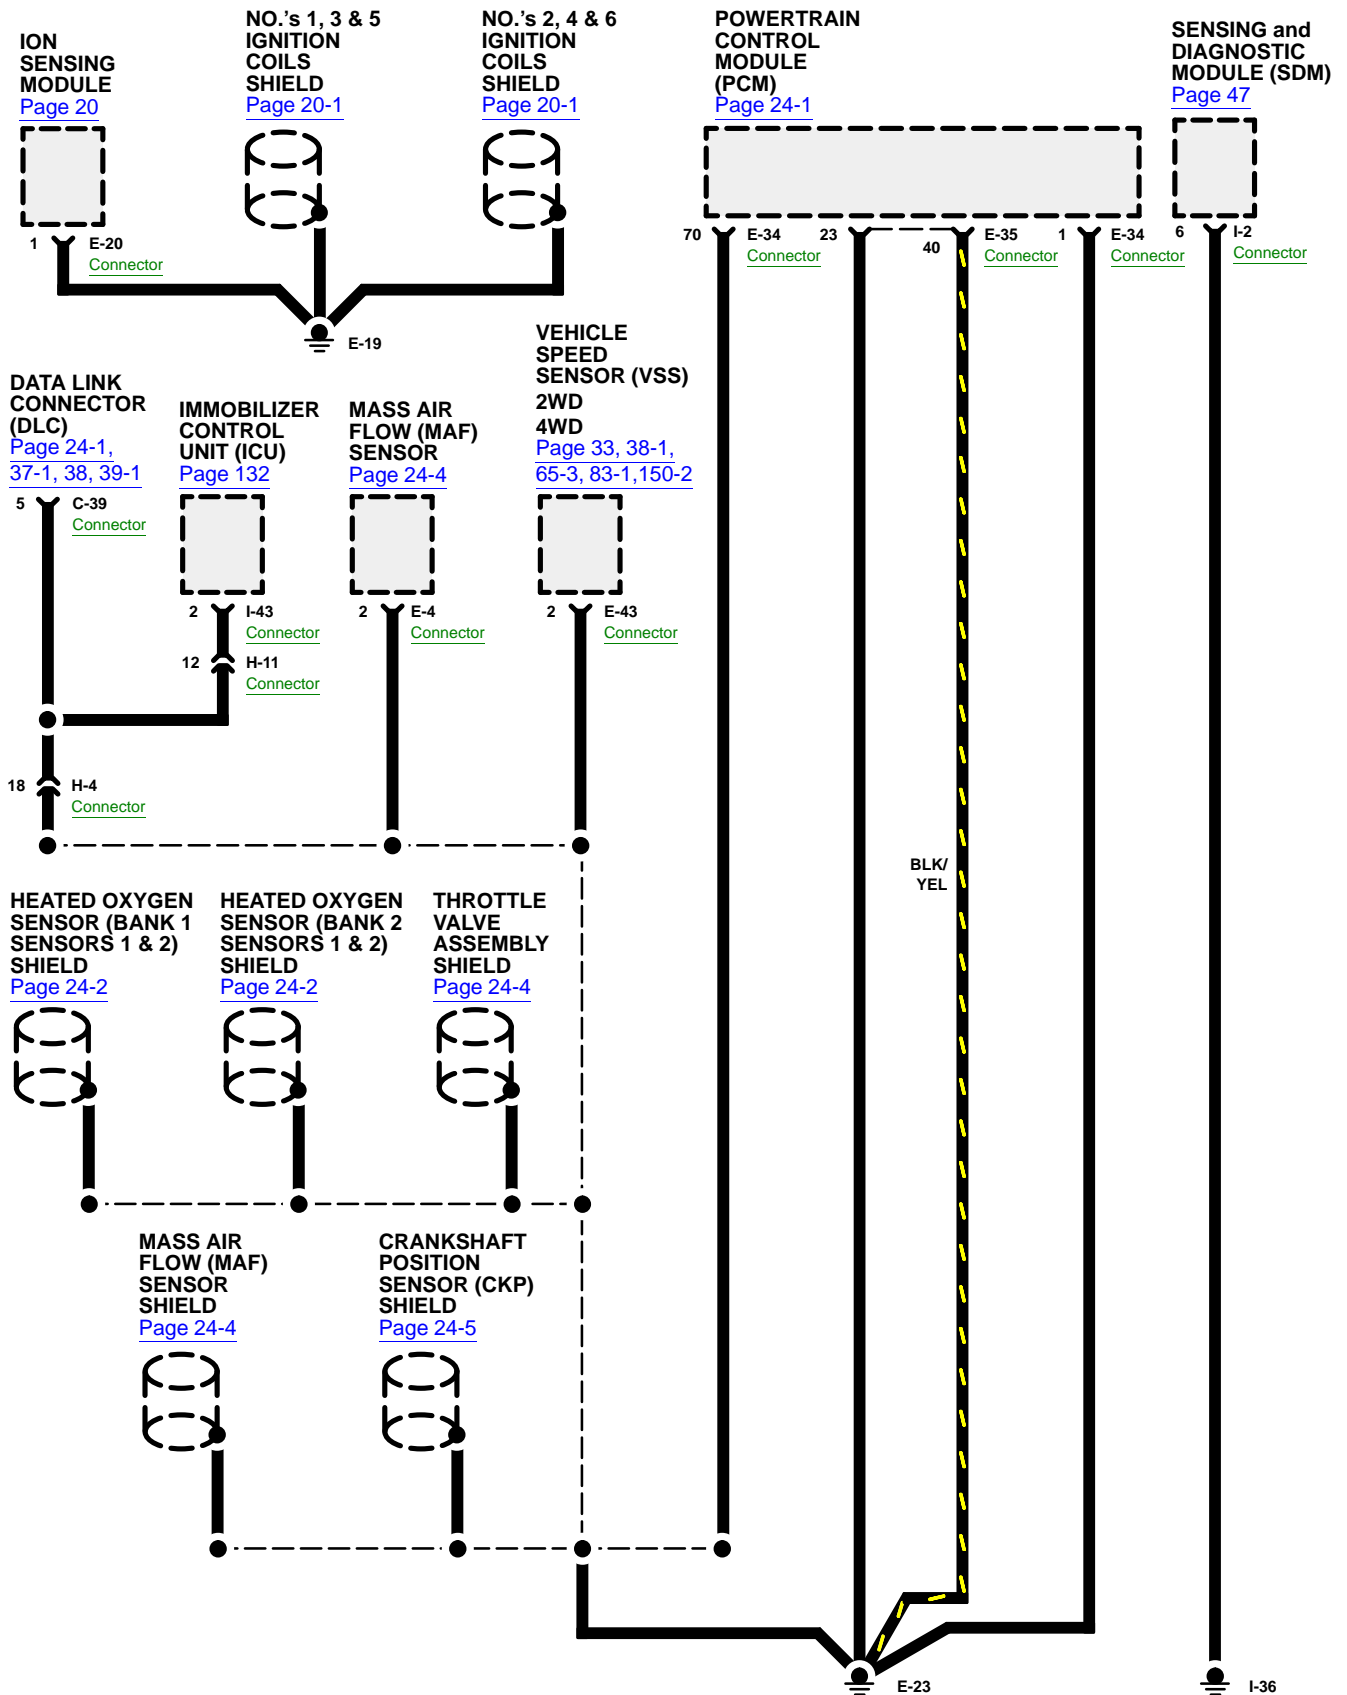 ION
SENSING
MODULE
Page 20
NO.'s 1, 3 & 5
IGNITION
COILS
SHIELD
Page 20-1
NO.'s 2, 4 & 6
IGNITION
COILS
SHIELD
Page 20-1
POWERTRAIN
CONTROL
MODULE
(PCM)
Page 24-1
SENSING and
DIAGNOSTIC
MODULE (SDM)
Page 47
1
E-20
Connector
70
E-34
Connector
23
40
E-35
Connector
1
E-34
Connector
6
I-2
Connector
E-19
DATA LINK
CONNECTOR
(DLC)
Page 24-1,
37-1, 38, 39-1
IMMOBILIZER
CONTROL
UNIT (ICU)
Page 132
MASS AIR
FLOW (MAF)
SENSOR
Page 24-4
VEHICLE
SPEED
SENSOR (VSS)
2WD
4WD
Page 33, 38-1,
65-3, 83-1,150-2
5
C-39
Connector
2
I-43
Connector
12
H-11
Connector
2
E-4
Connector
2
E-43
Connector
18
H-4
Connector
BLK/
YEL
HEATED OXYGEN
SENSOR (BANK 1
SENSORS 1 & 2)
SHIELD
Page 24-2
HEATED OXYGEN
SENSOR (BANK 2
SENSORS 1 & 2)
SHIELD
Page 24-2
THROTTLE
VALVE
ASSEMBLY
SHIELD
Page 24-4
MASS AIR
FLOW (MAF)
SENSOR
SHIELD
Page 24-4
CRANKSHAFT
POSITION
SENSOR (CKP)
SHIELD
Page 24-5
E-23
I-36